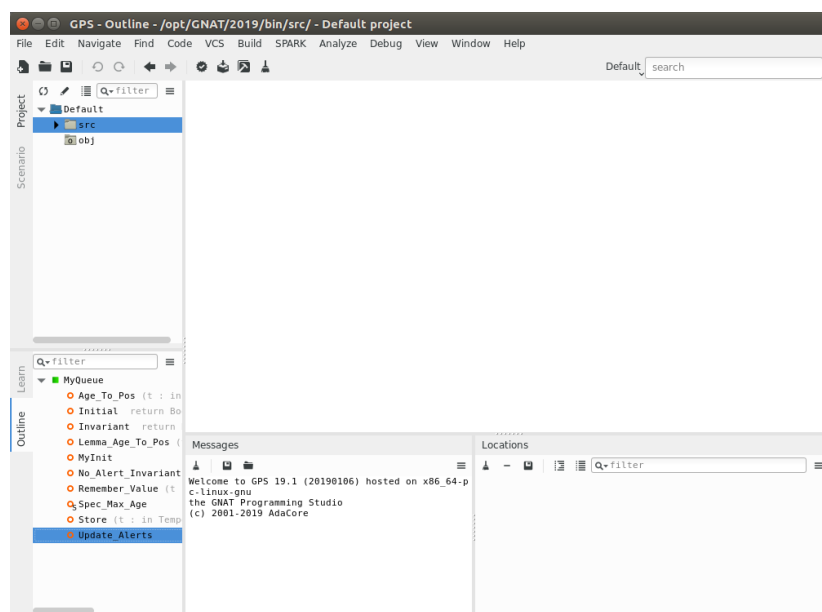 GPS - Outline - /opt/GNAT/2019/bin/src/ - Default project
File Edit Navigate Find Code VCS Build SPARK Analyze Debug View Window Help
Default search
Project
Scenario
filter
Default
src
obj
Learn
Outline
filter
MyQueue
Age_To_Pos (t : in
Initial return Bo
Invariant return
Lemma_Age_To_Pos (
MyInit
No_Alert_Invariant
Remember_Value (t
Spec_Max_Age
Store (t : in Temp
Update_Alerts
Messages
Welcome to GPS 19.1 (20190106) hosted on x86_64-p
c-linux-gnu
the GNAT Programming Studio
(c) 2001-2019 AdaCore
Locations
filter